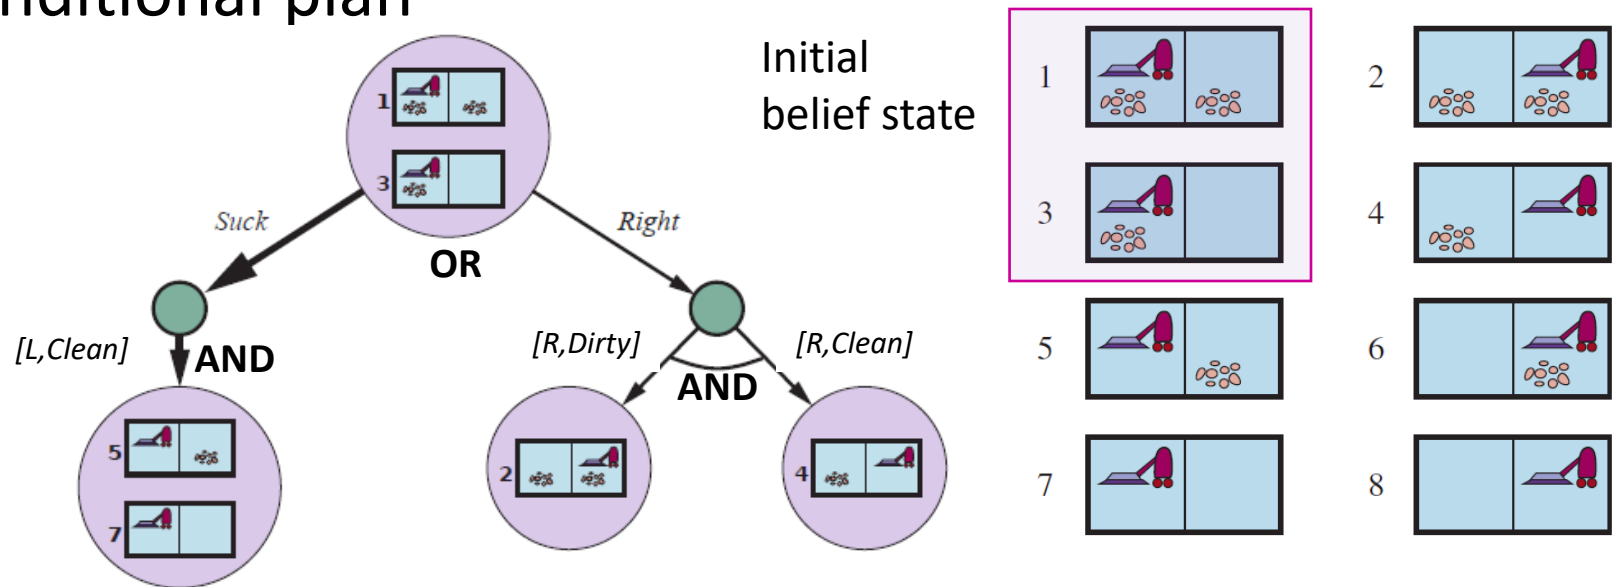 nditional plan
Initial
belief state
1
3
Suck
Right
OR
[L,Clean]
AND
[R,Dirty]
[R,Clean]
AND
5
7
2
4
1
2
3
4
5
6
7
8